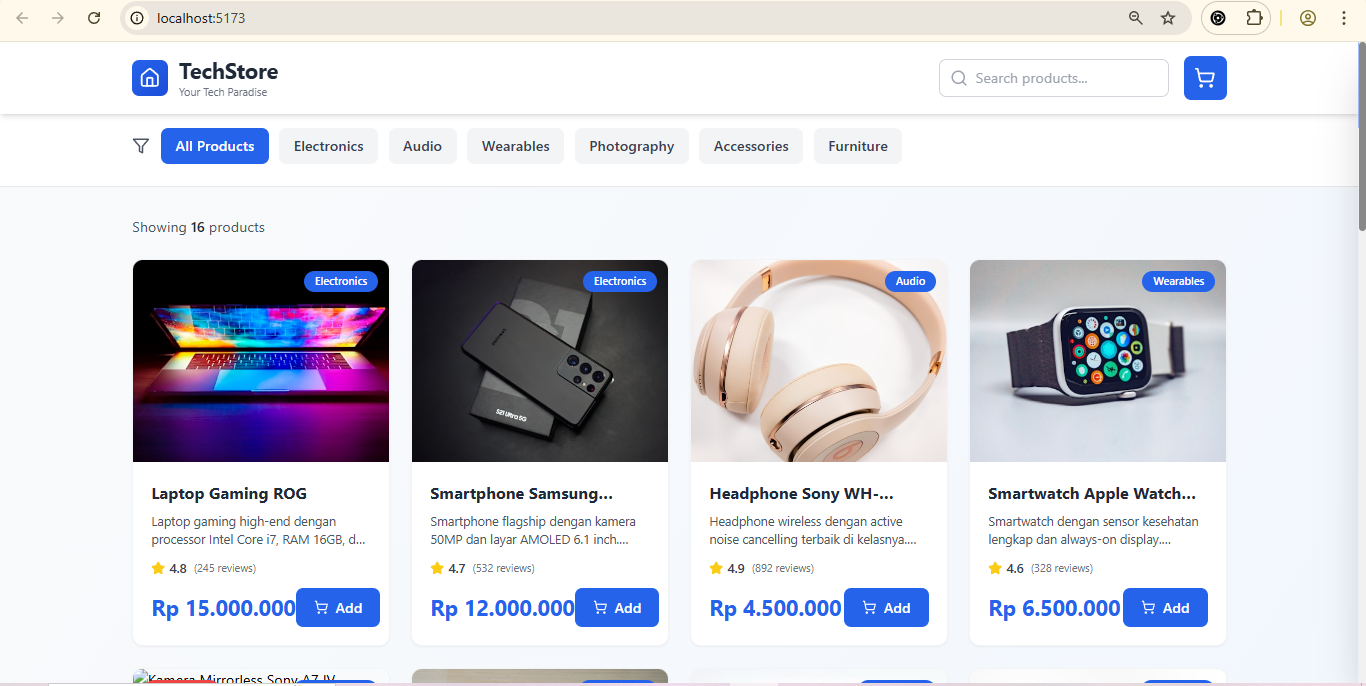 localhost:5173
TechStore
Your Tech Paradise
Search products...
All Products
Electronics
Audio
Wearables
Photography
Accessories
Furniture
Showing 16 products
Electronics
Electronics
S21 Ultra 5G
Audio
Wearables
Laptop Gaming ROG
Laptop gaming high-end dengan
processor Intel Core i7, RAM 16GB, d...
4.8 (245 reviews)
Rp 15.000.000
Add
Smartphone Samsung...
Smartphone flagship dengan kamera
50MP dan layar AMOLED 6.1 inch....
4.7 (532 reviews)
Rp 12.000.000
Add
Headphone Sony WH-...
Headphone wireless dengan active
noise cancelling terbaik di kelasnya....
4.9 (892 reviews)
Rp 4.500.000
Add
Smartwatch Apple Watch...
Smartwatch dengan sensor kesehatan
lengkap dan always-on display....
4.6 (328 reviews)
Rp 6.500.000
Add
Kamera Mirrorless Sony A7 IV